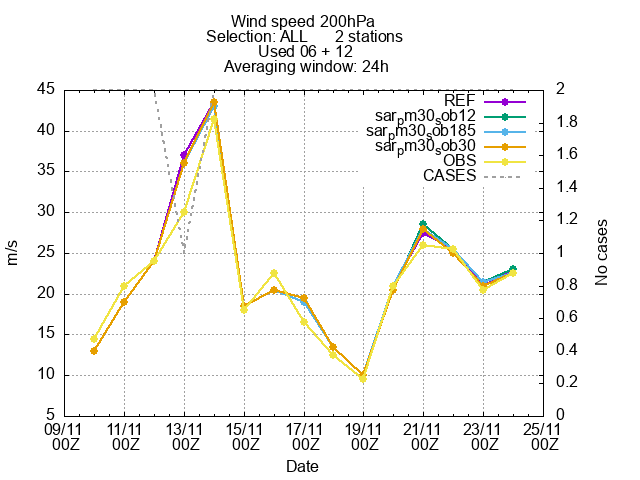 Wind speed 200hPa
Selection: ALL 2 stations
Used 06 + 12
Averaging window: 24h
REF
sar_pm30_sob12
sar_pm30_sob185
sar_pm30_sob30
OBS
CASES
45
40
35
30
25
20
15
10
5
m/s
2
1.8
1.6
1.4
1.2
1
0.8
0.6
0.4
0.2
0
No cases
09/11 11/11 13/11 15/11 17/11 19/11 21/11 23/11 25/11
00Z 00Z 00Z 00Z 00Z 00Z 00Z 00Z 00Z
Date